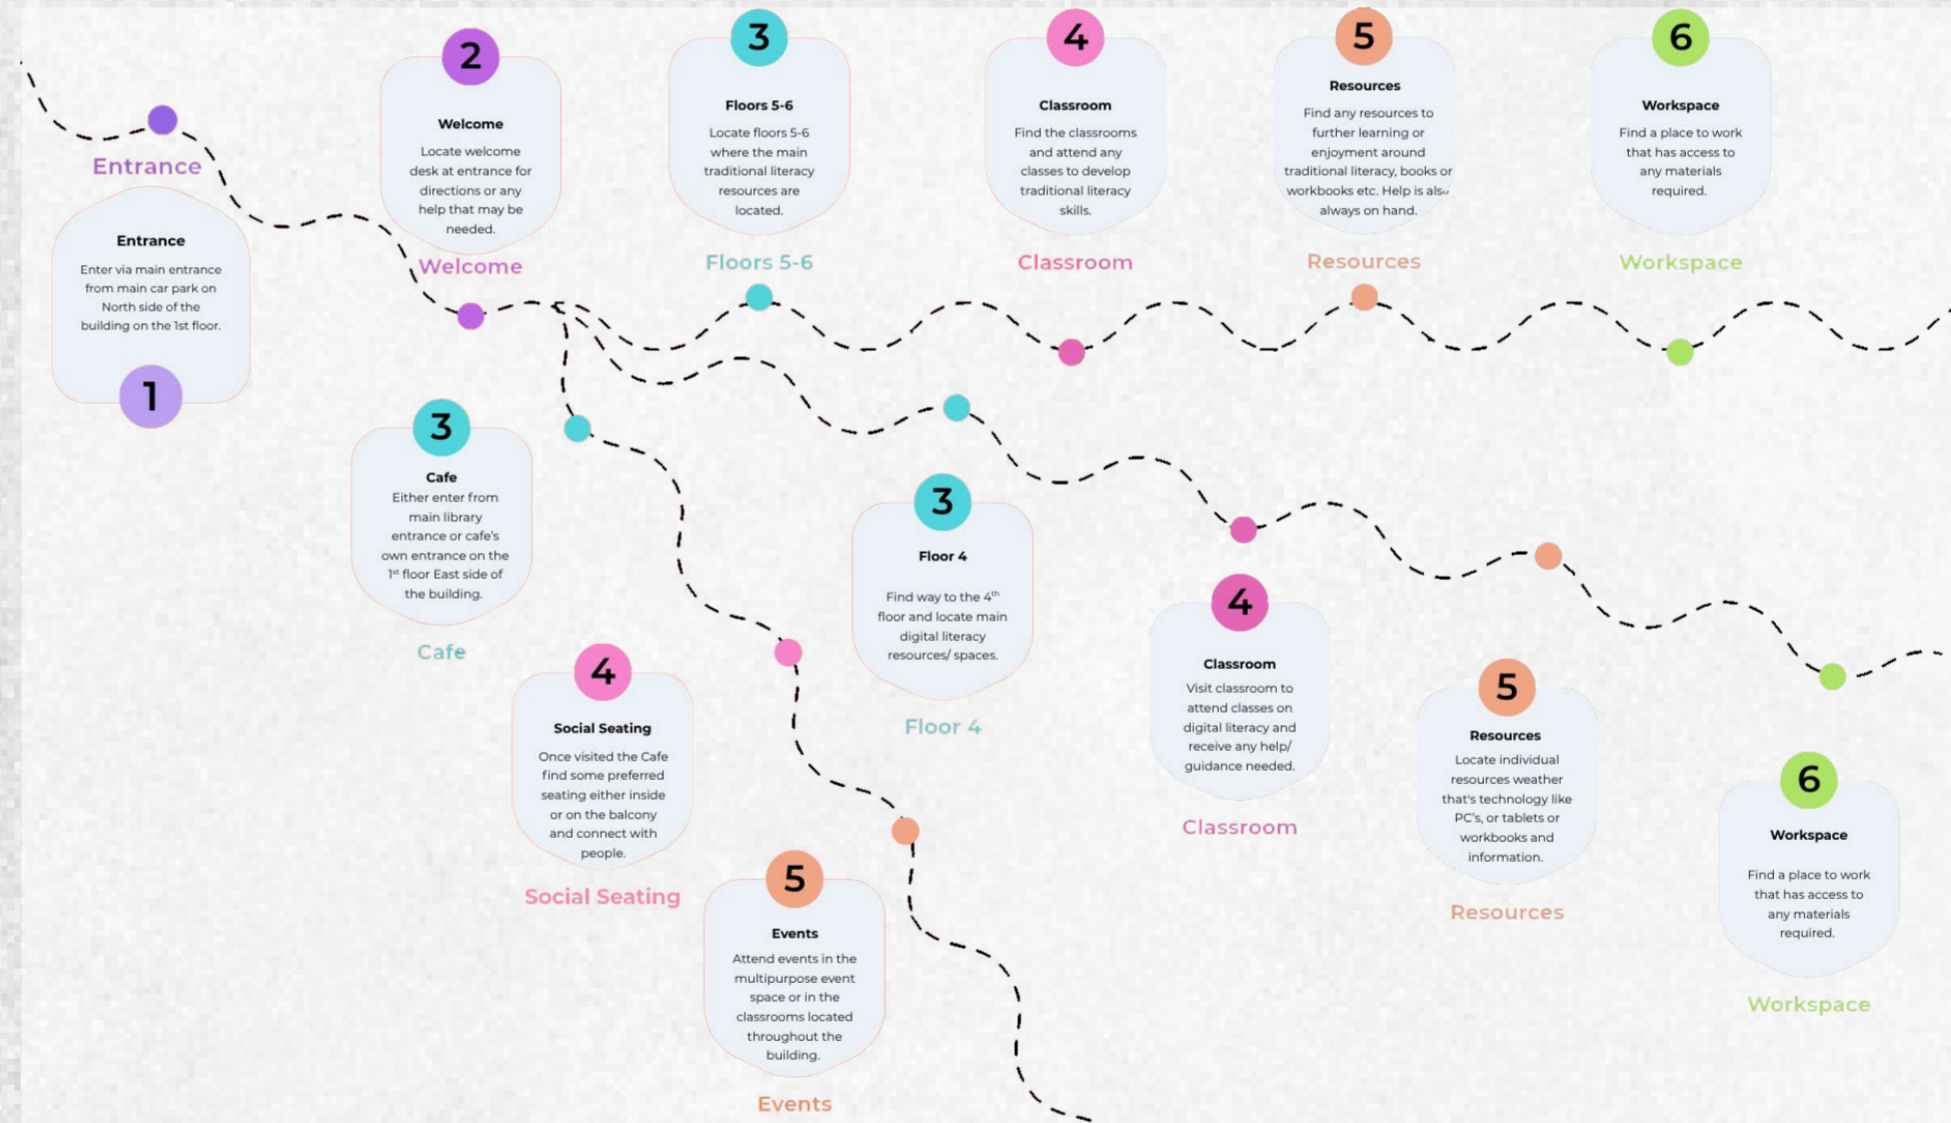 Entrance
Entrance
Enter via main entrance
from main car park on
North side of the
building on the 1st floor.
1
2
Welcome
Locate welcome
desk at entrance for
directions or any
help that may be
needed.
Welcome
3
Floors 5-6
Locate floors 5-6
where the main
traditional literacy
resources are
located.
Floors 5-6
4
Classroom
Find the classrooms
and attend any
classes to develop
traditional literacy
skills.
Classroom
5
Resources
Find any resources to
further learning or
enjoyment around
traditional literacy, books or
workbooks etc. Help is
always on hand.
Resources
6
Workspace
Find a place to work
that has access to
any materials
required.
Workspace
3
Cafe
Either enter from
main library
entrance or cafe's
own entrance on the
1st floor East side of
the building.
Cafe
4
Social Seating
Once visited the Cafe
find some preferred
seating either inside
or on the balcony
and connect with
people.
Social Seating
5
Events
Attend events in the
multipurpose event
space or in the
classrooms located
throughout the
building.
Events
3
Floor 4
Find way to the 4th
floor and locate main
digital literacy
resources/ spaces.
Floor 4
4
Classroom
Visit classroom to
attend classes on
digital literacy and
receive any help/
guidance needed.
Classroom
5
Resources
Locate individual
resources weather
that's technology like
PC's, or tablets or
workbooks and
information.
Resources
6
Workspace
Find a place to work
that has access to
any materials
required.
Workspace